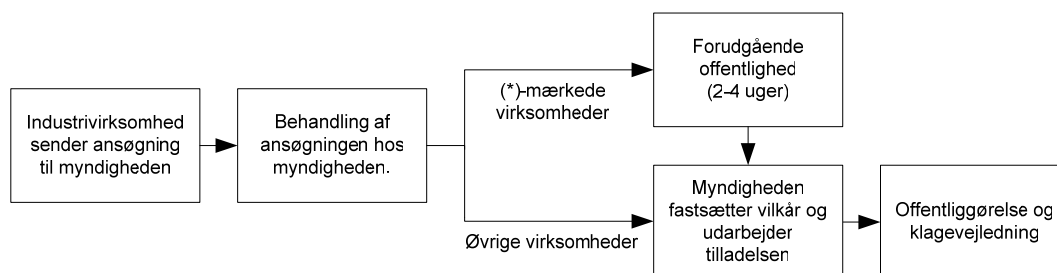 Industrivirksomhed
sender ansøgning
til myndigheden
Behandling af
ansøgningen hos
myndigheden.
(*)-mærkede
virksomheder
Øvrige virksomheder
Forudgående
offentlighed
(2-4 uger)
Myndigheden
fastsætter vilkår og
udarbejder
tilladelsen
Offentliggørelse og
klagevejledning